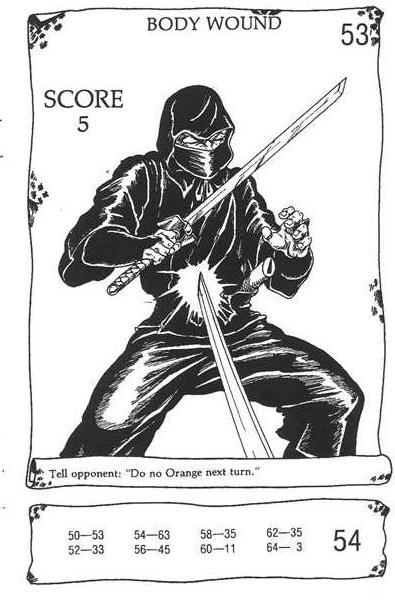 BODY WOUND
53
SCORE
5
Tell opponent: "Do no Orange next turn."
50—53 54—63 58—35 62—35
52—33 56—45 60—11 64— 3
54